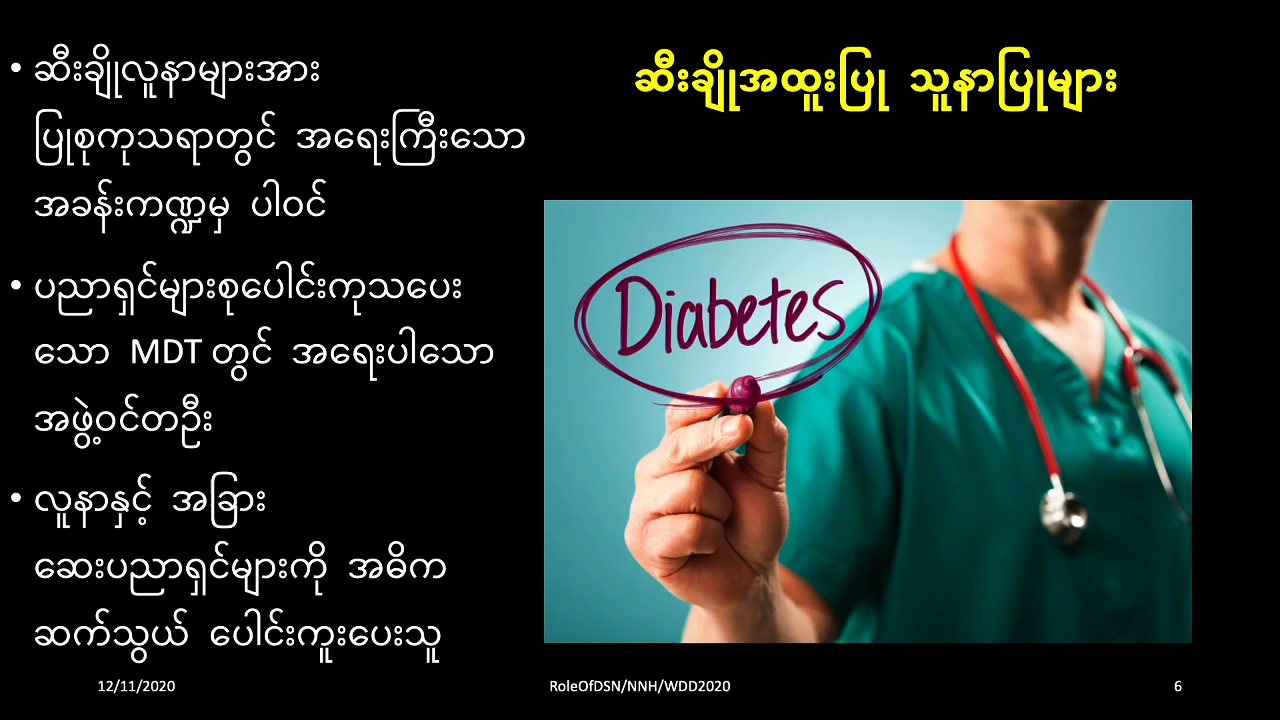 ဆီးချိုအထူးပြု သူနာပြုများ
• ဆီးချိုလူနာများအား
ပြုစုကုသရာတွင် အရေးကြီးသော
အခန်းကဏ္ဍမှ ပါဝင်
• ပညာရှင်များစုပေါင်းကုသပေး
သော MDT တွင် အရေးပါသော
အဖွဲ့ဝင်တဦး
• လူနာနှင့် အခြား
ဆေးပညာရှင်များကို အဓိက
ဆက်သွယ် ပေါင်းကူးပေးသူ
Diabetes
12/11/2020
RoleOfDSN/NNH/WDD2020
6